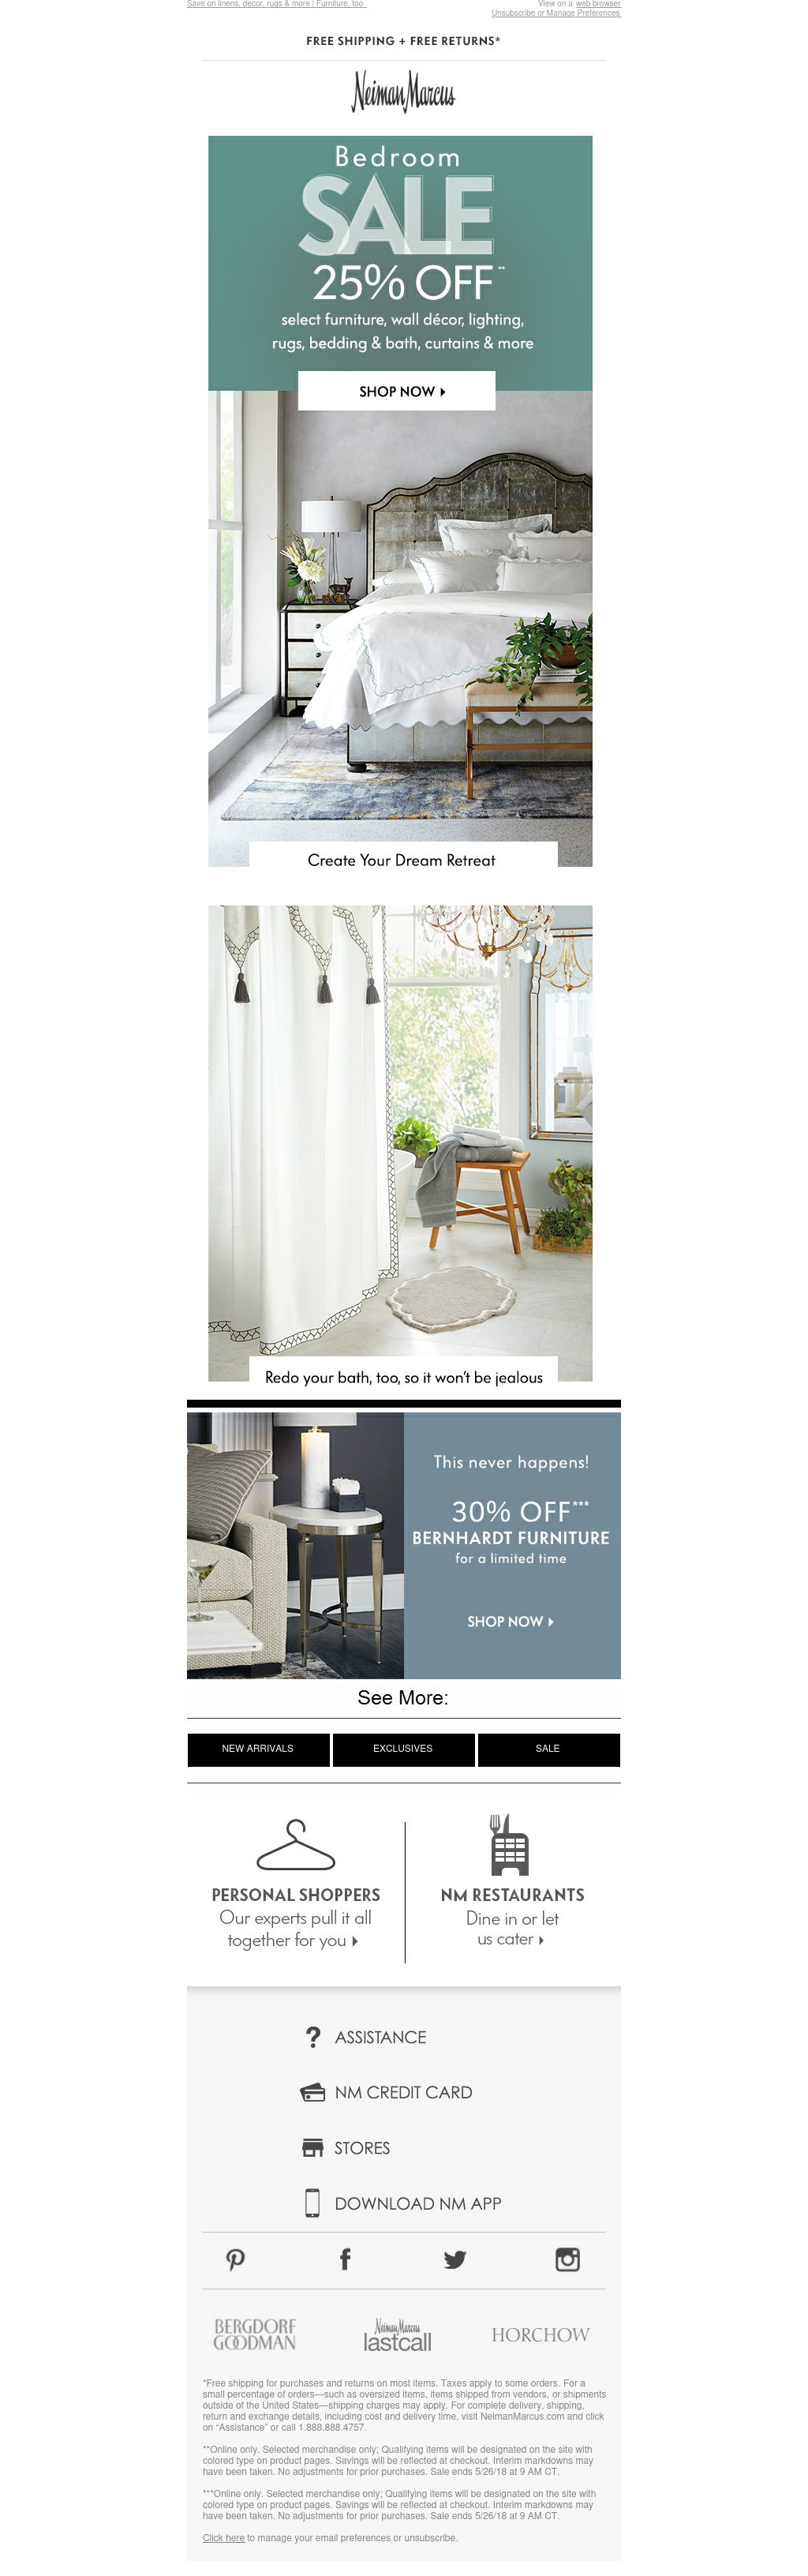 Save on linens, decor, rugs & more | Furniture, too
View on a web browser
Unsubscribe or Manage Preferences
FREE SHIPPING + FREE RETURNS*
Neiman Marcus
Bedroom
SALE
25% OFF**
select furniture, wall décor, lighting,
rugs, bedding & bath, curtains & more
SHOP NOW
Create Your Dream Retreat
Redo your bath, too, so it won't be jealous
This never happens!
30% OFF***
BERNHARDT FURNITURE
for a limited time
SHOP NOW
See More:
NEW ARRIVALS
EXCLUSIVES
SALE
PERSONAL SHOPPERS
Our experts pull it all
together for you
NM RESTAURANTS
Dine in or let
us cater
ASSISTANCE
NM CREDIT CARD
STORES
DOWNLOAD NM APP
BERGDORF
GOODMAN
Neiman Marcus
lastcall
HORCHOW
*Free shipping for purchases and returns on most items. Taxes apply to some orders. For a
small percentage of orders—such as oversized items, items shipped from vendors, or shipments
outside of the United States—shipping charges may apply. For complete delivery, shipping,
return and exchange details, including cost and delivery time, visit NeimanMarcus.com and click
on “Assistance” or call 1.888.888.4757.
**Online only. Selected merchandise only; Qualifying items will be designated on the site with
colored type on product pages. Savings will be reflected at checkout. Interim markdowns may
have been taken. No adjustments for prior purchases. Sale ends 5/26/18 at 9 AM CT.
***Online only. Selected merchandise only; Qualifying items will be designated on the site with
colored type on product pages. Savings will be reflected at checkout. Interim markdowns may
have been taken. No adjustments for prior purchases. Sale ends 5/26/18 at 9 AM CT.
Click here to manage your email preferences or unsubscribe.